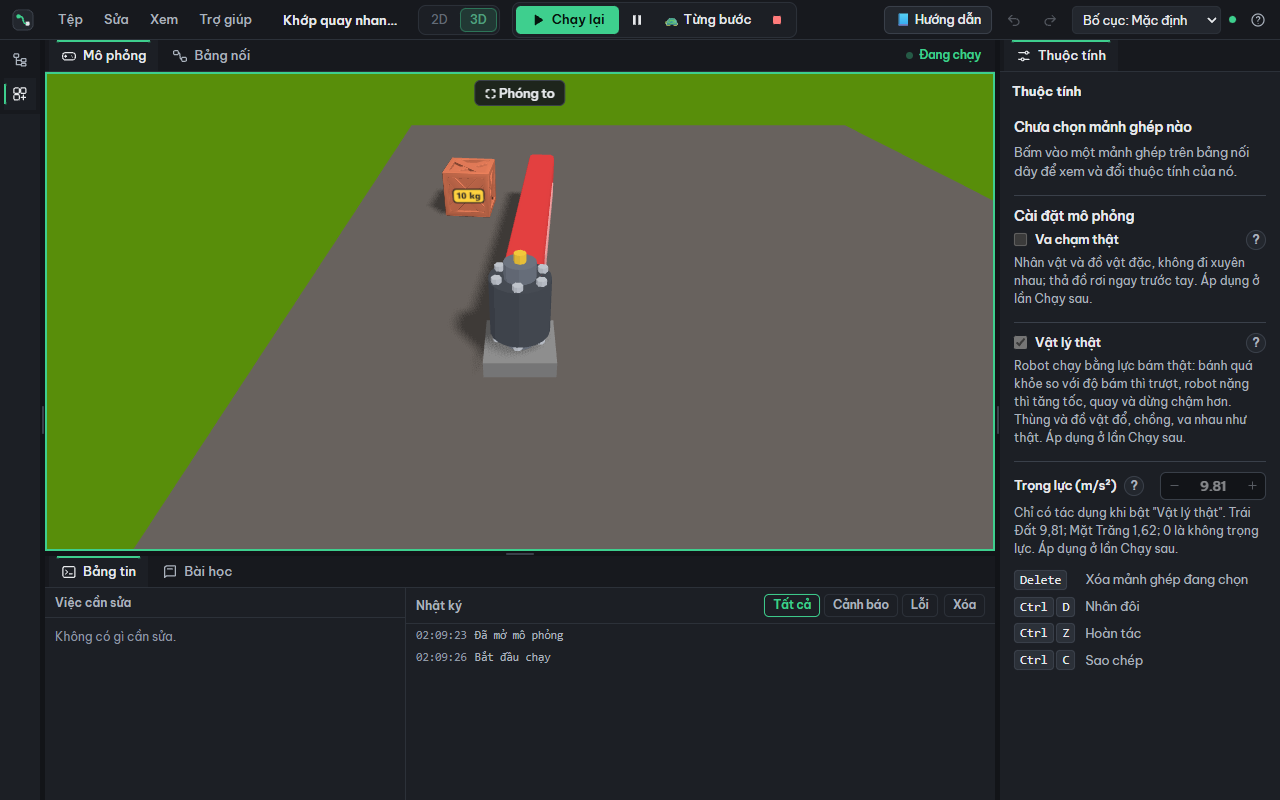 Tệp Sửa Xem Trợ giúp Khớp quay nhan... 2D 3D Chạy lại Từng bước Hướng dẫn Bố cục: Mặc định
Mô phỏng Bảng nối Đang chạy
Phóng to
10 kg
Bảng tin Bài học
Việc cần sửa
Không có gì cần sửa.
Nhật ký Tất cả Cảnh báo Lỗi Xóa
02:09:23 Đã mở mô phỏng
02:09:26 Bắt đầu chạy
Thuộc tính
Thuộc tính
Chưa chọn mảnh ghép nào
Bấm vào một mảnh ghép trên bảng nối
dây để xem và đổi thuộc tính của nó.
Cài đặt mô phỏng
Va chạm thật ?
Nhân vật và đồ vật đặc, không đi xuyên
nhau; thả đồ rơi ngay trước tay. Áp dụng ở
lần Chạy sau.
Vật lý thật ?
Robot chạy bằng lực bám thật: bánh quá
khỏe so với độ bám thì trượt, robot nặng
thì tăng tốc, quay và dừng chậm hơn.
Thùng và đồ vật đổ, chồng, va nhau như
thật. Áp dụng ở lần Chạy sau.
Trọng lực (m/s²) ? − 9.81 +
Chỉ có tác dụng khi bật "Vật lý thật". Trái
Đất 9,81; Mặt Trăng 1,62; 0 là không trọng
lực. Áp dụng ở lần Chạy sau.
Delete Xóa mảnh ghép đang chọn
Ctrl D Nhân đôi
Ctrl Z Hoàn tác
Ctrl C Sao chép